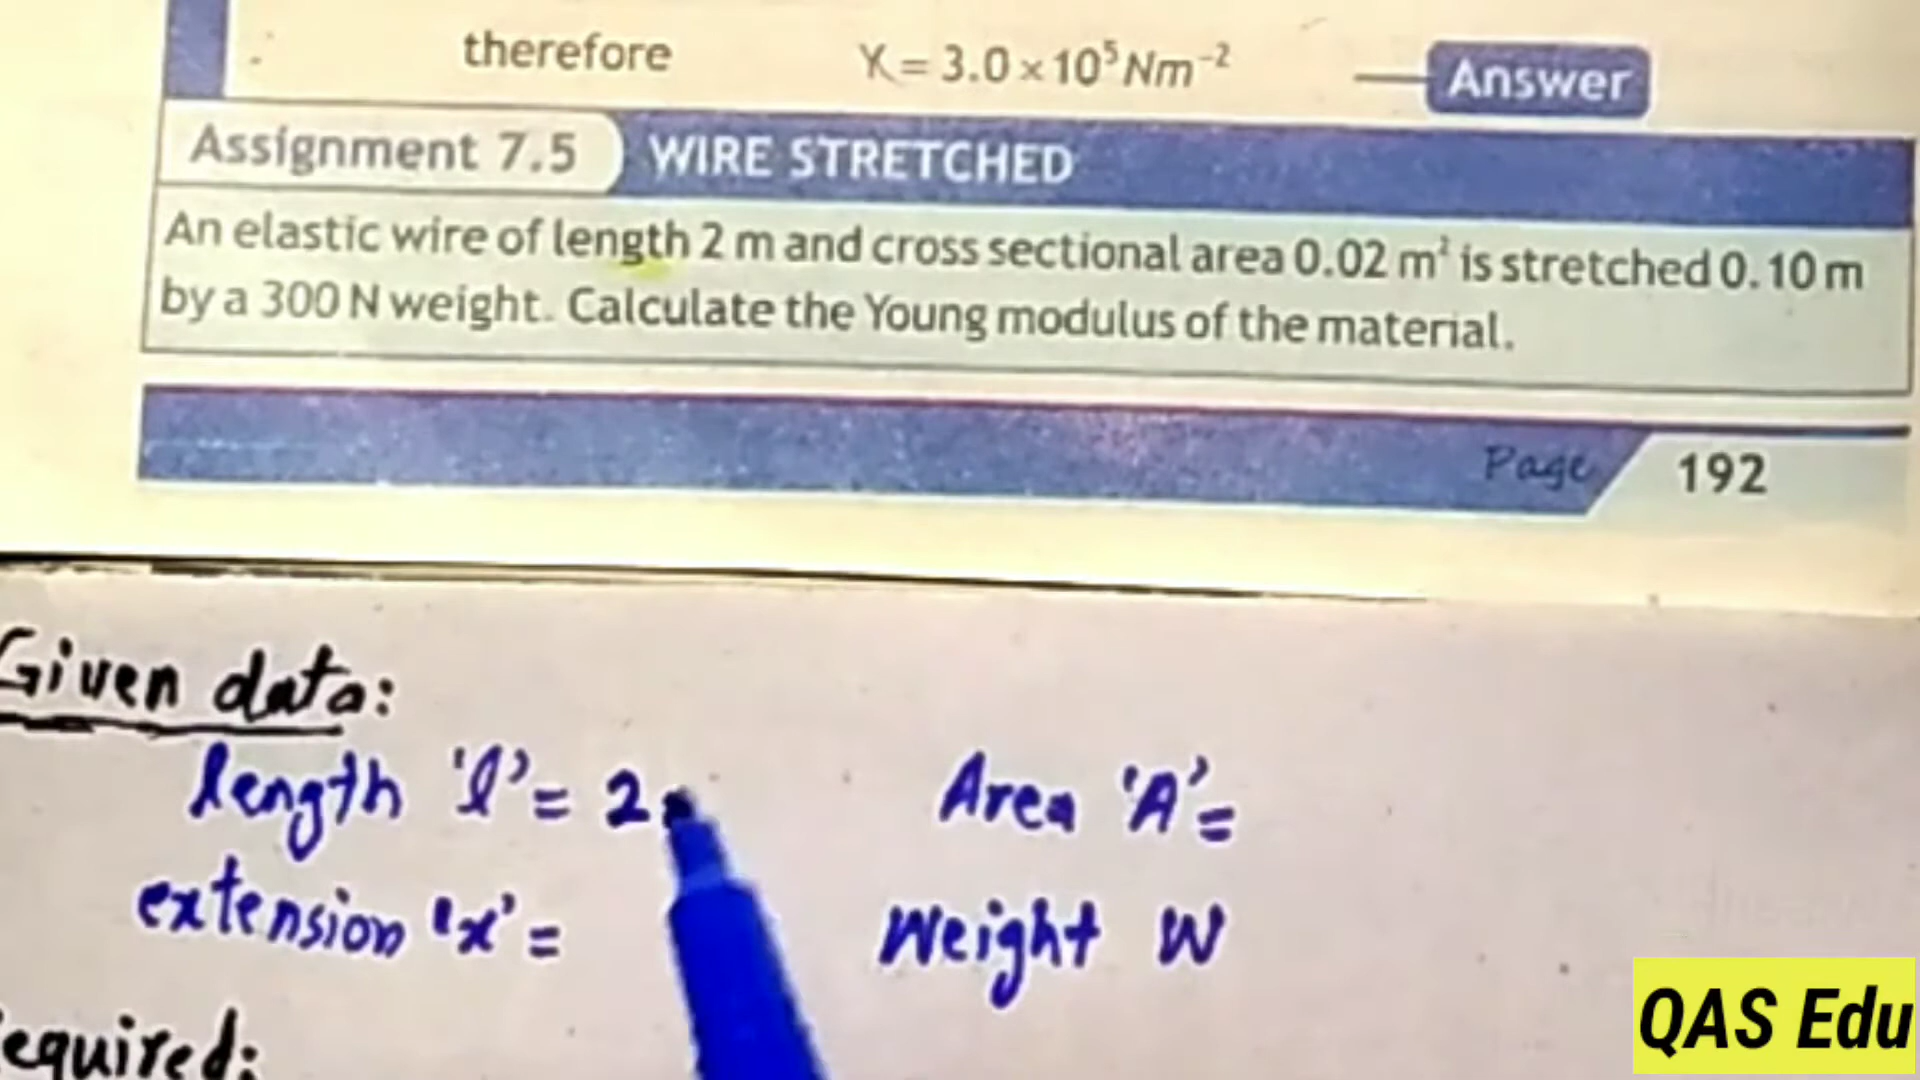 therefore Y = 3.0 × 10⁵ Nm⁻² Answer
Assignment 7.5 WIRE STRETCHED
An elastic wire of length 2 m and cross sectional area 0.02 m² is stretched 0.10 m
by a 300 N weight. Calculate the Young modulus of the material.
Page 192
Given data:
length 'l' = 2 Area 'A' =
extension 'x' = Weight W
equired:
QAS Edu